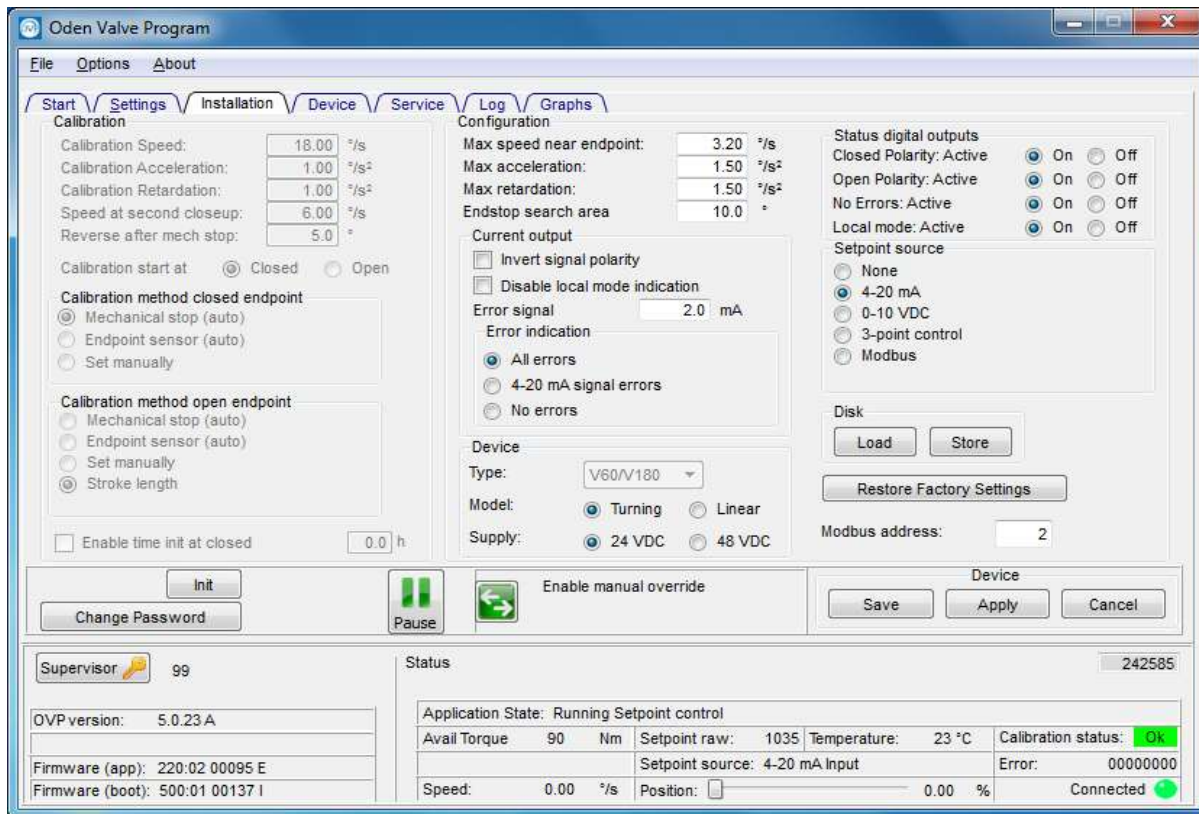 Oden Valve Program
File Options About
Start Settings Installation Device Service Log Graphs
Calibration
Calibration Speed: 18.00 °/s
Calibration Acceleration: 1.00 °/s²
Calibration Retardation: 1.00 °/s²
Speed at second closeup: 6.00 °/s
Reverse after mech stop: 5.0 °
Calibration start at Closed Open
Calibration method closed endpoint
Mechanical stop (auto)
Endpoint sensor (auto)
Set manually
Calibration method open endpoint
Mechanical stop (auto)
Endpoint sensor (auto)
Set manually
Stroke length
Enable time init at closed 0.0 h
Configuration
Max speed near endpoint: 3.20 °/s
Max acceleration: 1.50 °/s²
Max retardation: 1.50 °/s²
Endstop search area 10.0 °
Current output
Invert signal polarity
Disable local mode indication
Error signal 2.0 mA
Error indication
All errors
4-20 mA signal errors
No errors
Device
Type: V60/V180
Model: Turning Linear
Supply: 24 VDC 48 VDC
Status digital outputs
Closed Polarity: Active On Off
Open Polarity: Active On Off
No Errors: Active On Off
Local mode: Active On Off
Setpoint source
None
4-20 mA
0-10 VDC
3-point control
Modbus
Disk
Load Store
Restore Factory Settings
Modbus address: 2
Init
Change Password
Pause
Enable manual override
Device
Save Apply Cancel
Supervisor 99
OVP version: 5.0.23 A
Firmware (app): 220:02 00095 E
Firmware (boot): 500:01 00137 I
Status 242585
Application State: Running Setpoint control
Avail Torque 90 Nm Setpoint raw: 1035 Temperature: 23 °C Calibration status: Ok
Setpoint source: 4-20 mA Input Error: 00000000
Speed: 0.00 °/s Position: 0.00 % Connected